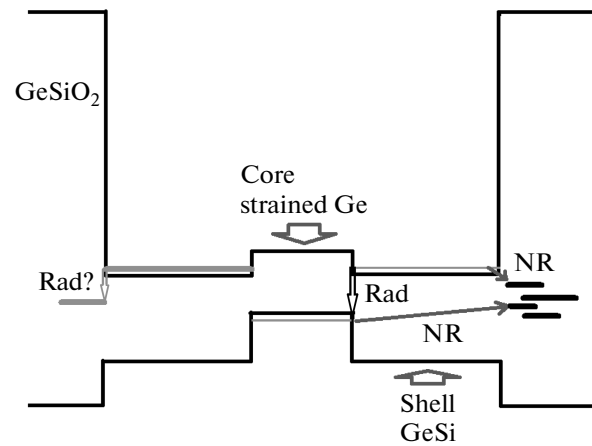 GeSiO₂
Core
strained Ge
Rad?
NR
Rad
NR
Shell
GeSi